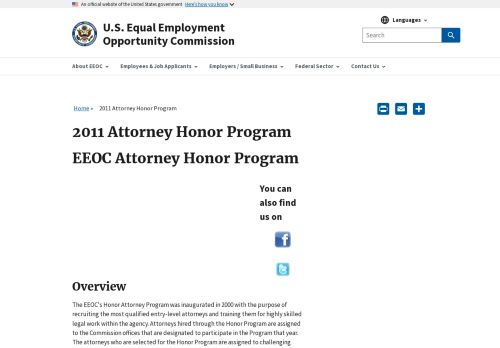 An official website of the United States government Here's how you know
U.S. Equal Employment
Opportunity Commission
Languages
Search
About EEOC
Employees & Job Applicants
Employers / Small Business
Federal Sector
Contact Us
Home » 2011 Attorney Honor Program
2011 Attorney Honor Program
EEOC Attorney Honor Program
You can
also find
us on
Overview
The EEOC's Honor Attorney Program was inaugurated in 2000 with the purpose of
recruiting the most qualified entry-level attorneys and training them for highly skilled
legal work within the agency. Attorneys hired through the Honor Program are assigned
to the Commission offices that are designated to participate in the Program that year.
The attorneys who are selected for the Honor Program are assigned to challenging